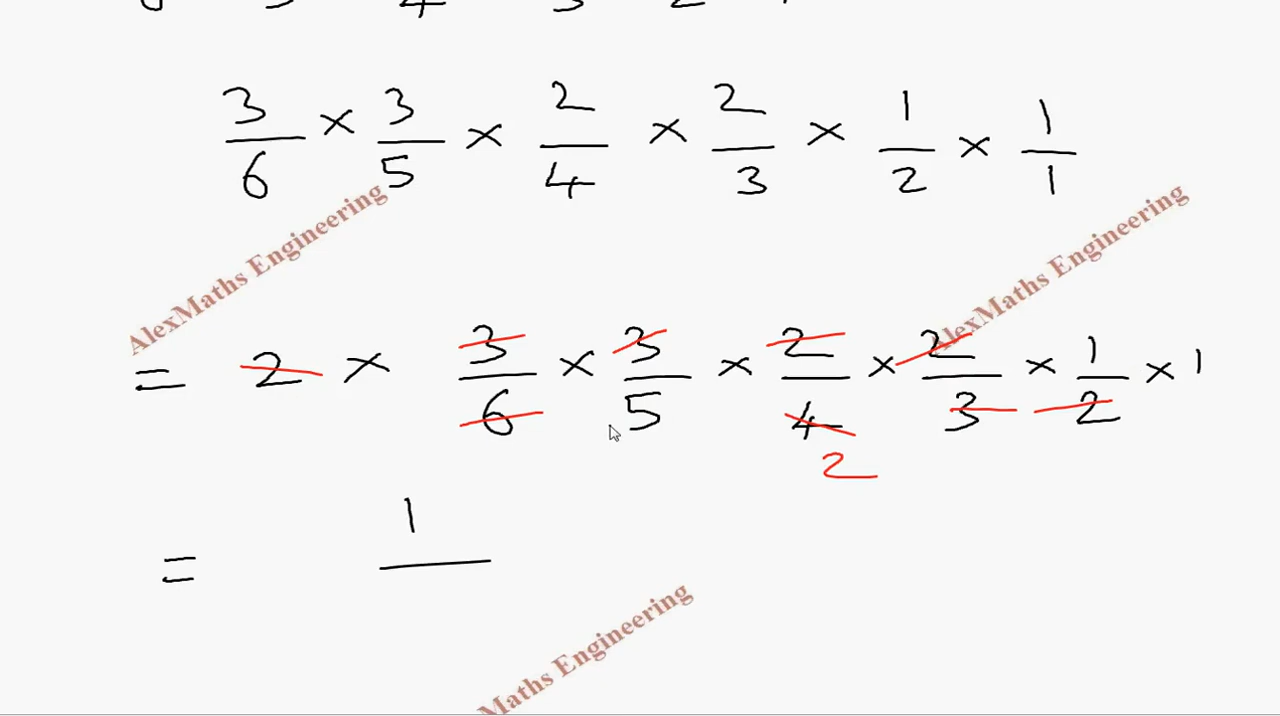 3/6 × 3/5 × 2/4 × 2/3 × 1/2 × 1/1
AlexMaths Engineering
AlexMaths Engineering
= 2 × 3/6 × 3/5 × 2/4 × 2/3 × 1/2 × 1
2
= 1
Maths Engineering